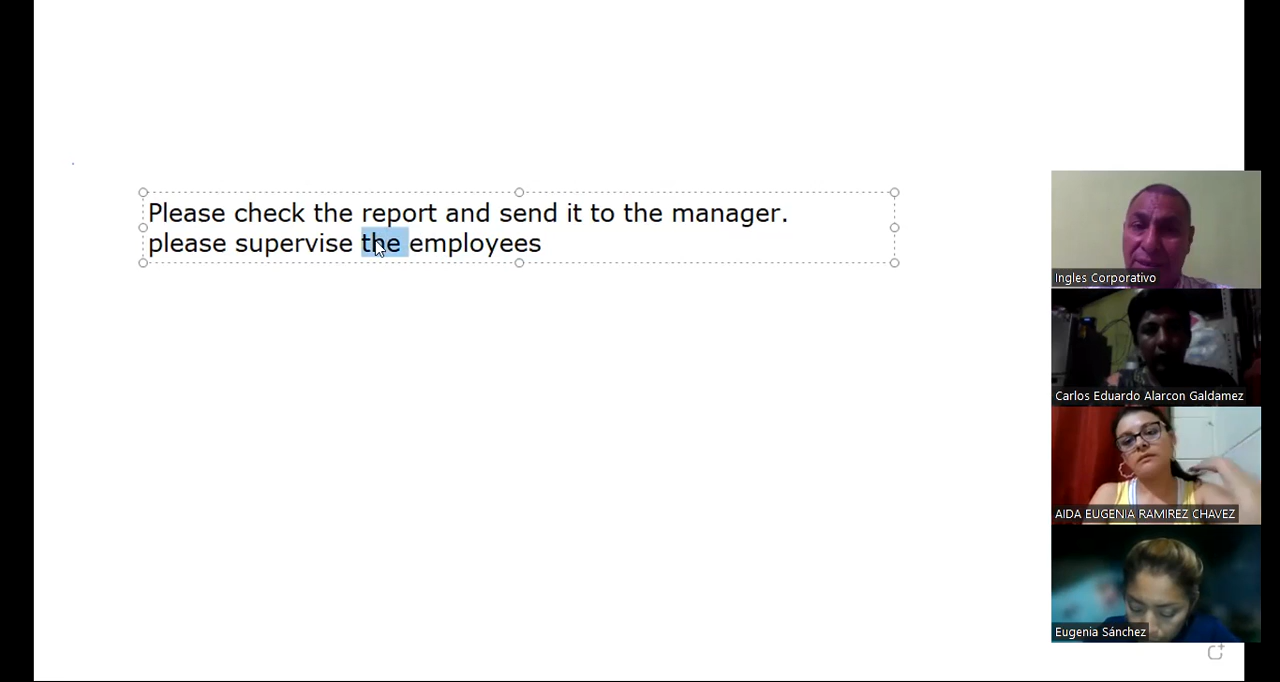 Please check the report and send it to the manager.
please supervise the employees
Ingles Corporativo
Carlos Eduardo Alarcon Galdamez
AIDA EUGENIA RAMIREZ CHAVEZ
Eugenia Sánchez